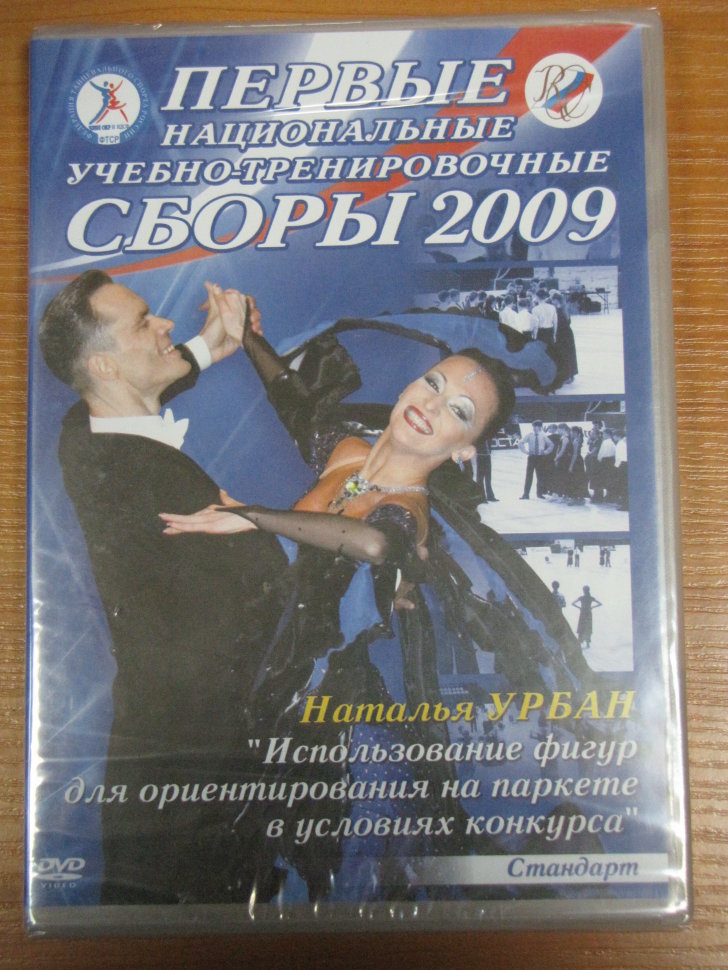 ПЕРВЫЕ
НАЦИОНАЛЬНЫЕ
УЧЕБНО-ТРЕНИРОВОЧНЫЕ
СБОРЫ 2009
ФТСР
Наталья УРБАН
"Использование фигур
для ориентирования на паркете
в условиях конкурса"
Стандарт
DVD
VIDEO